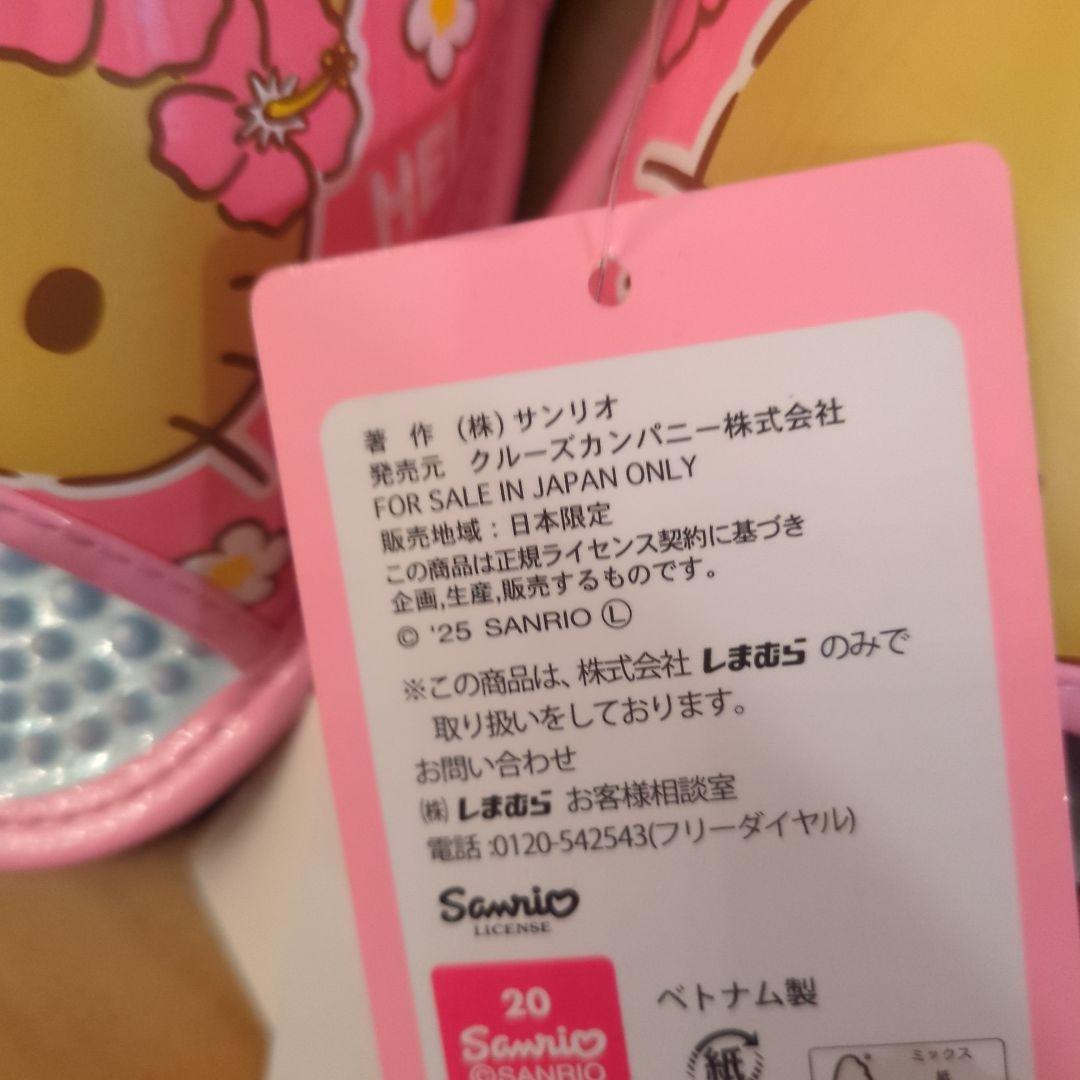 HEL
著 作 (株)サンリオ
発売元 クルーズカンパニー株式会社
FOR SALE IN JAPAN ONLY
販売地域:日本限定
この商品は正規ライセンス契約に基づき
企画,生産,販売するものです。
© '25 SANRIO Ⓛ
※この商品は、株式会社 しまむら のみで
取り扱いをしております。
お問い合わせ
㈱ しまむら お客様相談室
電話:0120-542543(フリーダイヤル)
Sanrio
LICENSE
20
Sanrio
©SANRIO
ベトナム製
紙
ミックス
紙